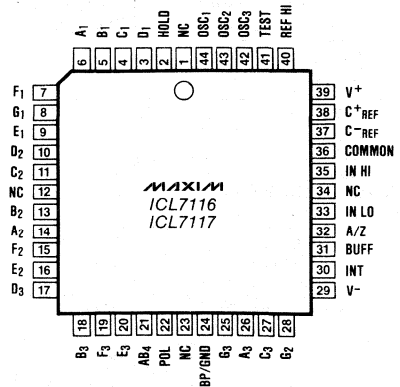 A1 B1 C1 D1 HOLD NC OSC1 OSC2 OSC3 TEST REF HI
6 5 4 3 2 1 44 43 42 41 40
F1 7
G1 8
E1 9
D2 10
C2 11
NC 12
B2 13
A2 14
F2 15
E2 16
D3 17
MAXIM
ICL7116
ICL7117
39 V+
38 C+REF
37 C-REF
36 COMMON
35 IN HI
34 NC
33 IN LO
32 A/Z
31 BUFF
30 INT
29 V-
18 19 20 21 22 23 24 25 26 27 28
B3 F3 E3 AB4 POL NC BP/GND G3 A3 C3 G2